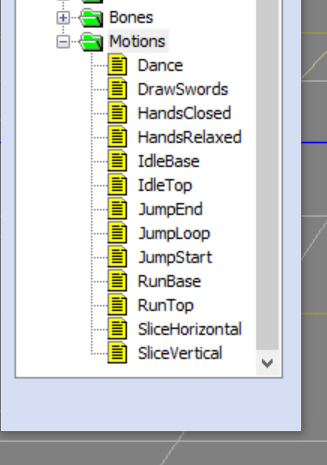 Bones
Motions
Dance
DrawSwords
HandsClosed
HandsRelaxed
IdleBase
IdleTop
JumpEnd
JumpLoop
JumpStart
RunBase
RunTop
SliceHorizontal
SliceVertical